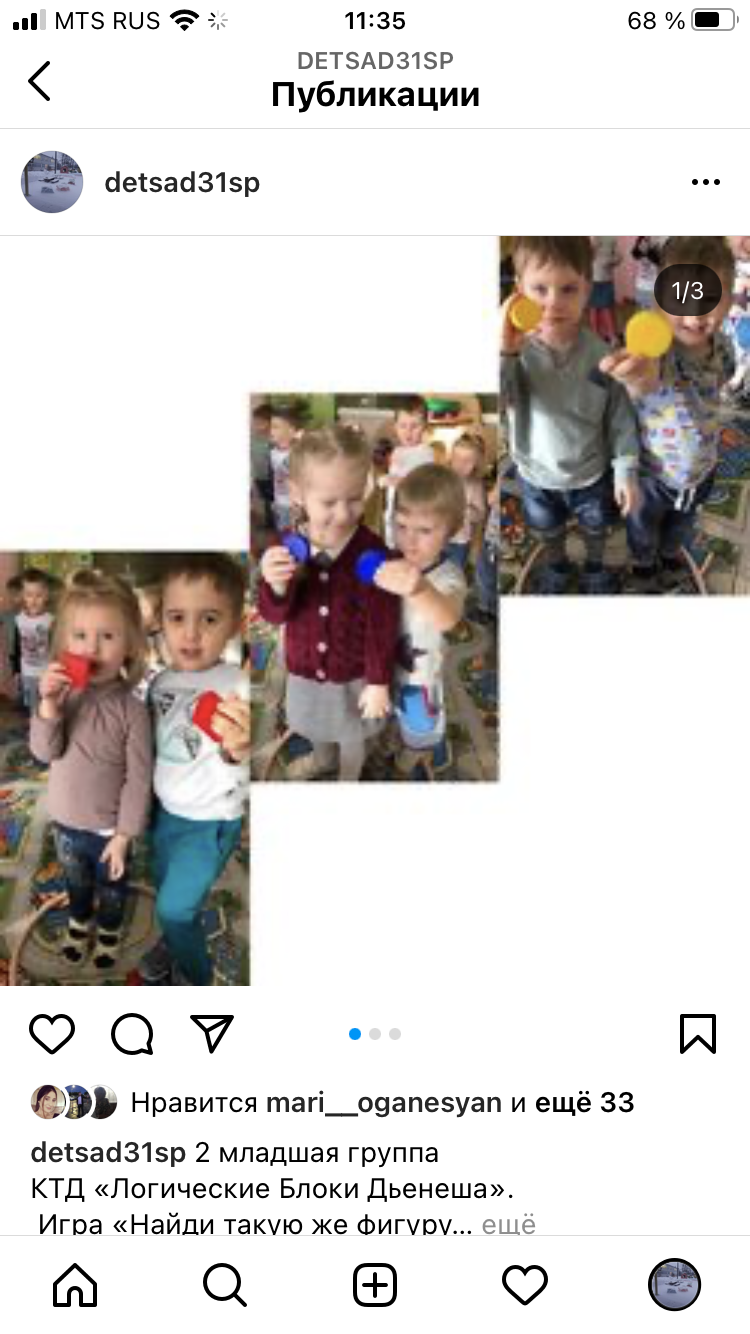 MTS RUS 11:35 68 %
DETSAD31SP
Публикации
detsad31sp
1/3
Нравится mari__oganesyan и ещё 33
detsad31sp 2 младшая группа
КТД «Логические Блоки Дьенеша».
Игра «Найди такую же фигуру... ещё